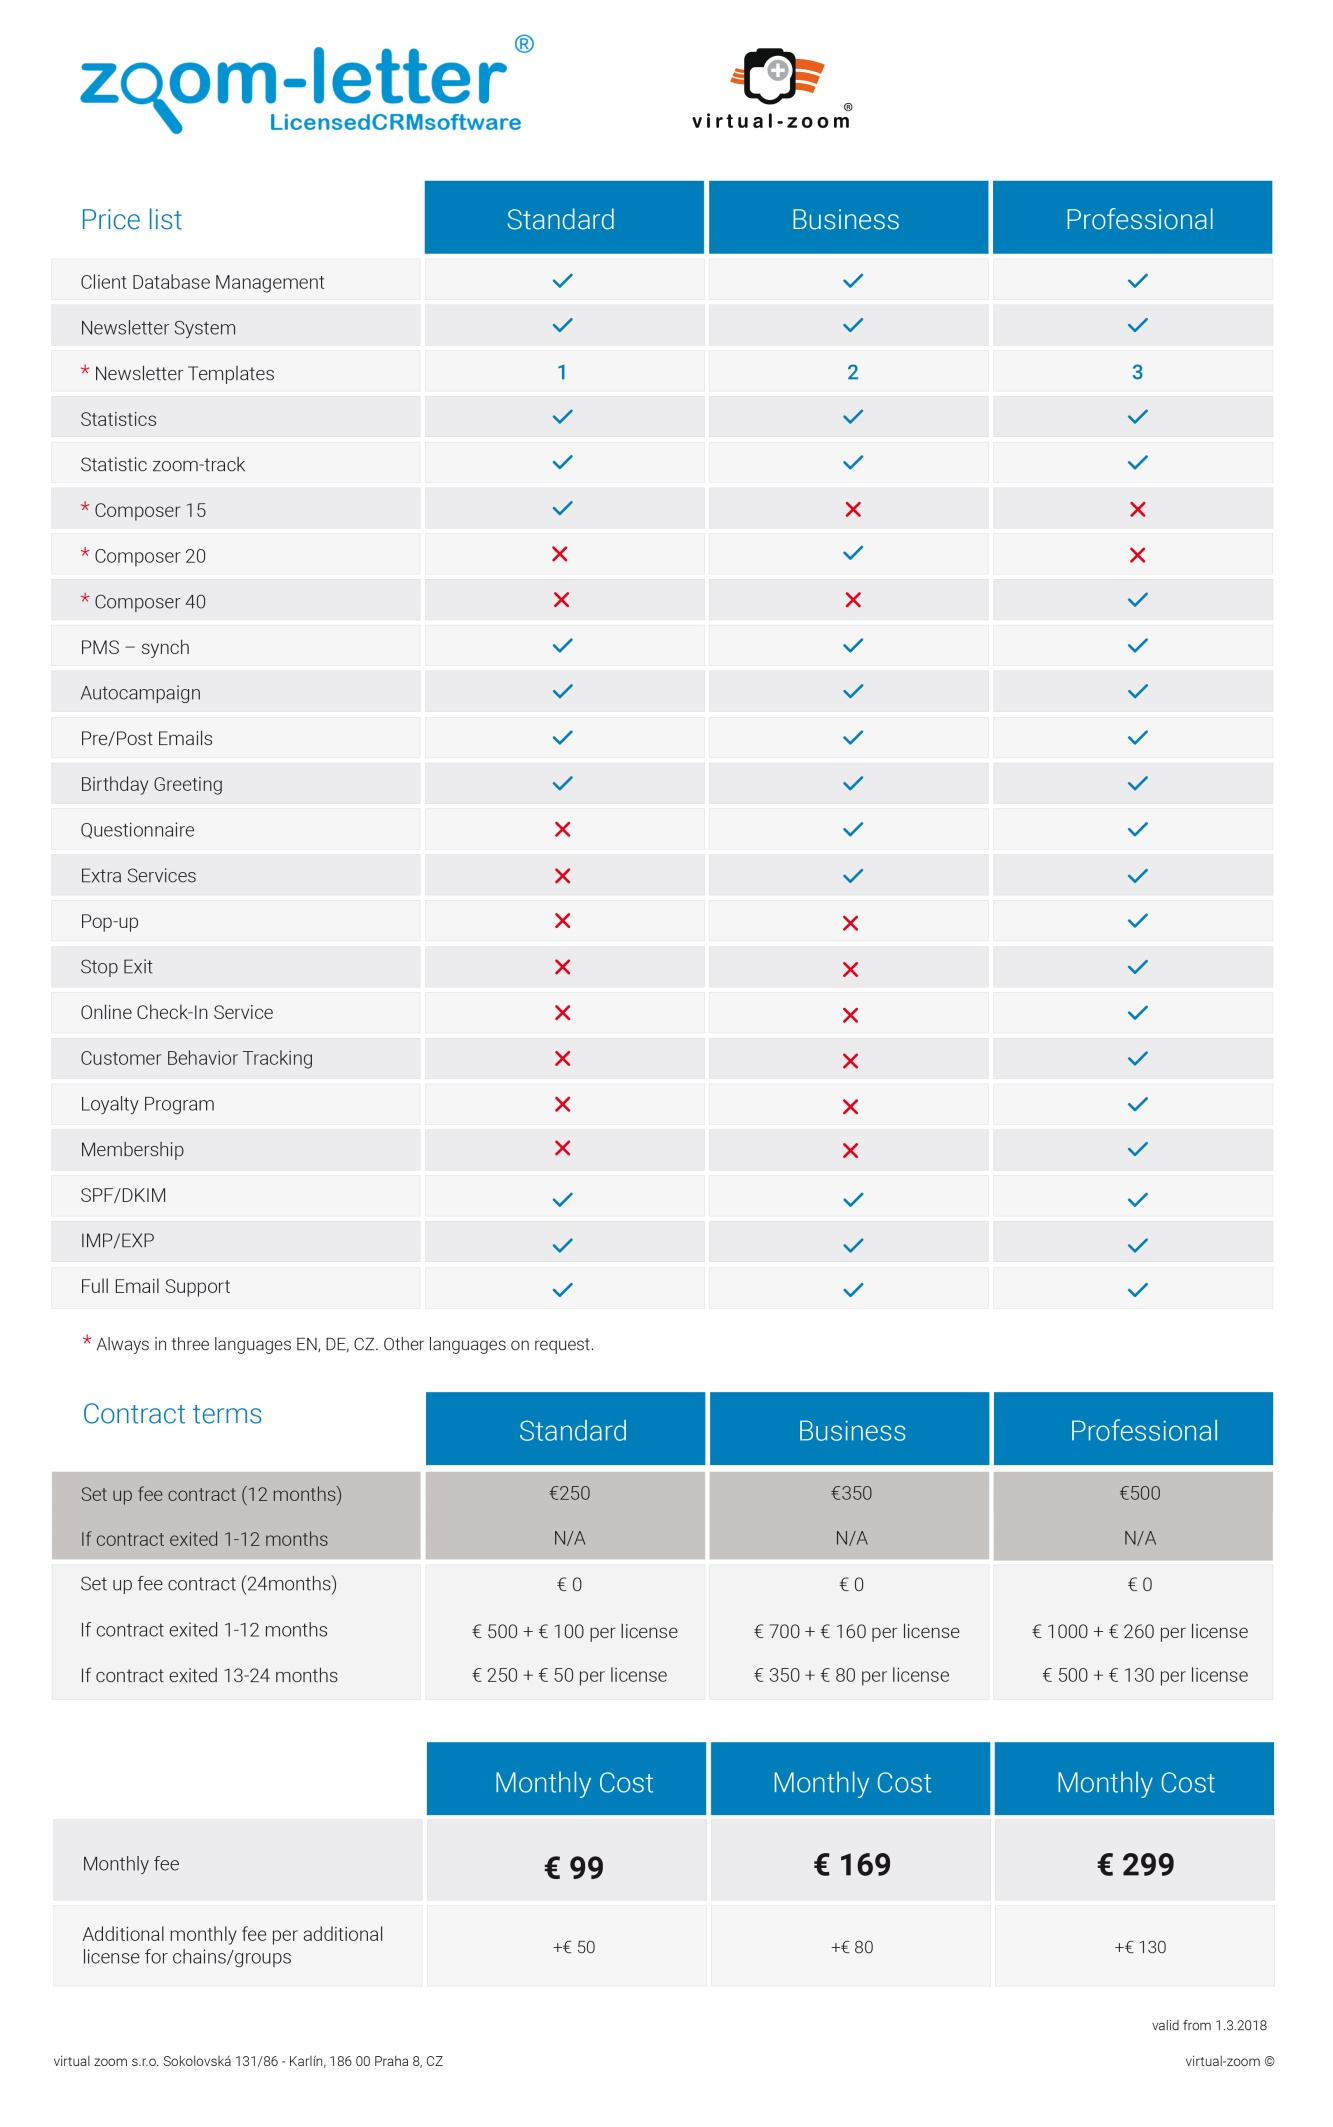 zoom-letter®
LicensedCRMsoftware
virtual-zoom®
Price list Standard Business Professional
Client Database Management ✓ ✓ ✓
Newsletter System ✓ ✓ ✓
* Newsletter Templates 1 2 3
Statistics ✓ ✓ ✓
Statistic zoom-track ✓ ✓ ✓
* Composer 15 ✓ ✕ ✕
* Composer 20 ✕ ✓ ✕
* Composer 40 ✕ ✕ ✓
PMS – synch ✓ ✓ ✓
Autocampaign ✓ ✓ ✓
Pre/Post Emails ✓ ✓ ✓
Birthday Greeting ✓ ✓ ✓
Questionnaire ✕ ✓ ✓
Extra Services ✕ ✓ ✓
Pop-up ✕ ✕ ✓
Stop Exit ✕ ✕ ✓
Online Check-In Service ✕ ✕ ✓
Customer Behavior Tracking ✕ ✕ ✓
Loyalty Program ✕ ✕ ✓
Membership ✕ ✕ ✓
SPF/DKIM ✓ ✓ ✓
IMP/EXP ✓ ✓ ✓
Full Email Support ✓ ✓ ✓
* Always in three languages EN, DE, CZ. Other languages on request.
Contract terms Standard Business Professional
Set up fee contract (12 months) €250 €350 €500
If contract exited 1-12 months N/A N/A N/A
Set up fee contract (24months) € 0 € 0 € 0
If contract exited 1-12 months € 500 + € 100 per license € 700 + € 160 per license € 1000 + € 260 per license
If contract exited 13-24 months € 250 + € 50 per license € 350 + € 80 per license € 500 + € 130 per license
Monthly Cost Monthly Cost Monthly Cost
Monthly fee € 99 € 169 € 299
Additional monthly fee per additional
license for chains/groups +€ 50 +€ 80 +€ 130
valid from 1.3.2018
virtual zoom s.r.o. Sokolovská 131/86 - Karlín, 186 00 Praha 8, CZ virtual-zoom ©